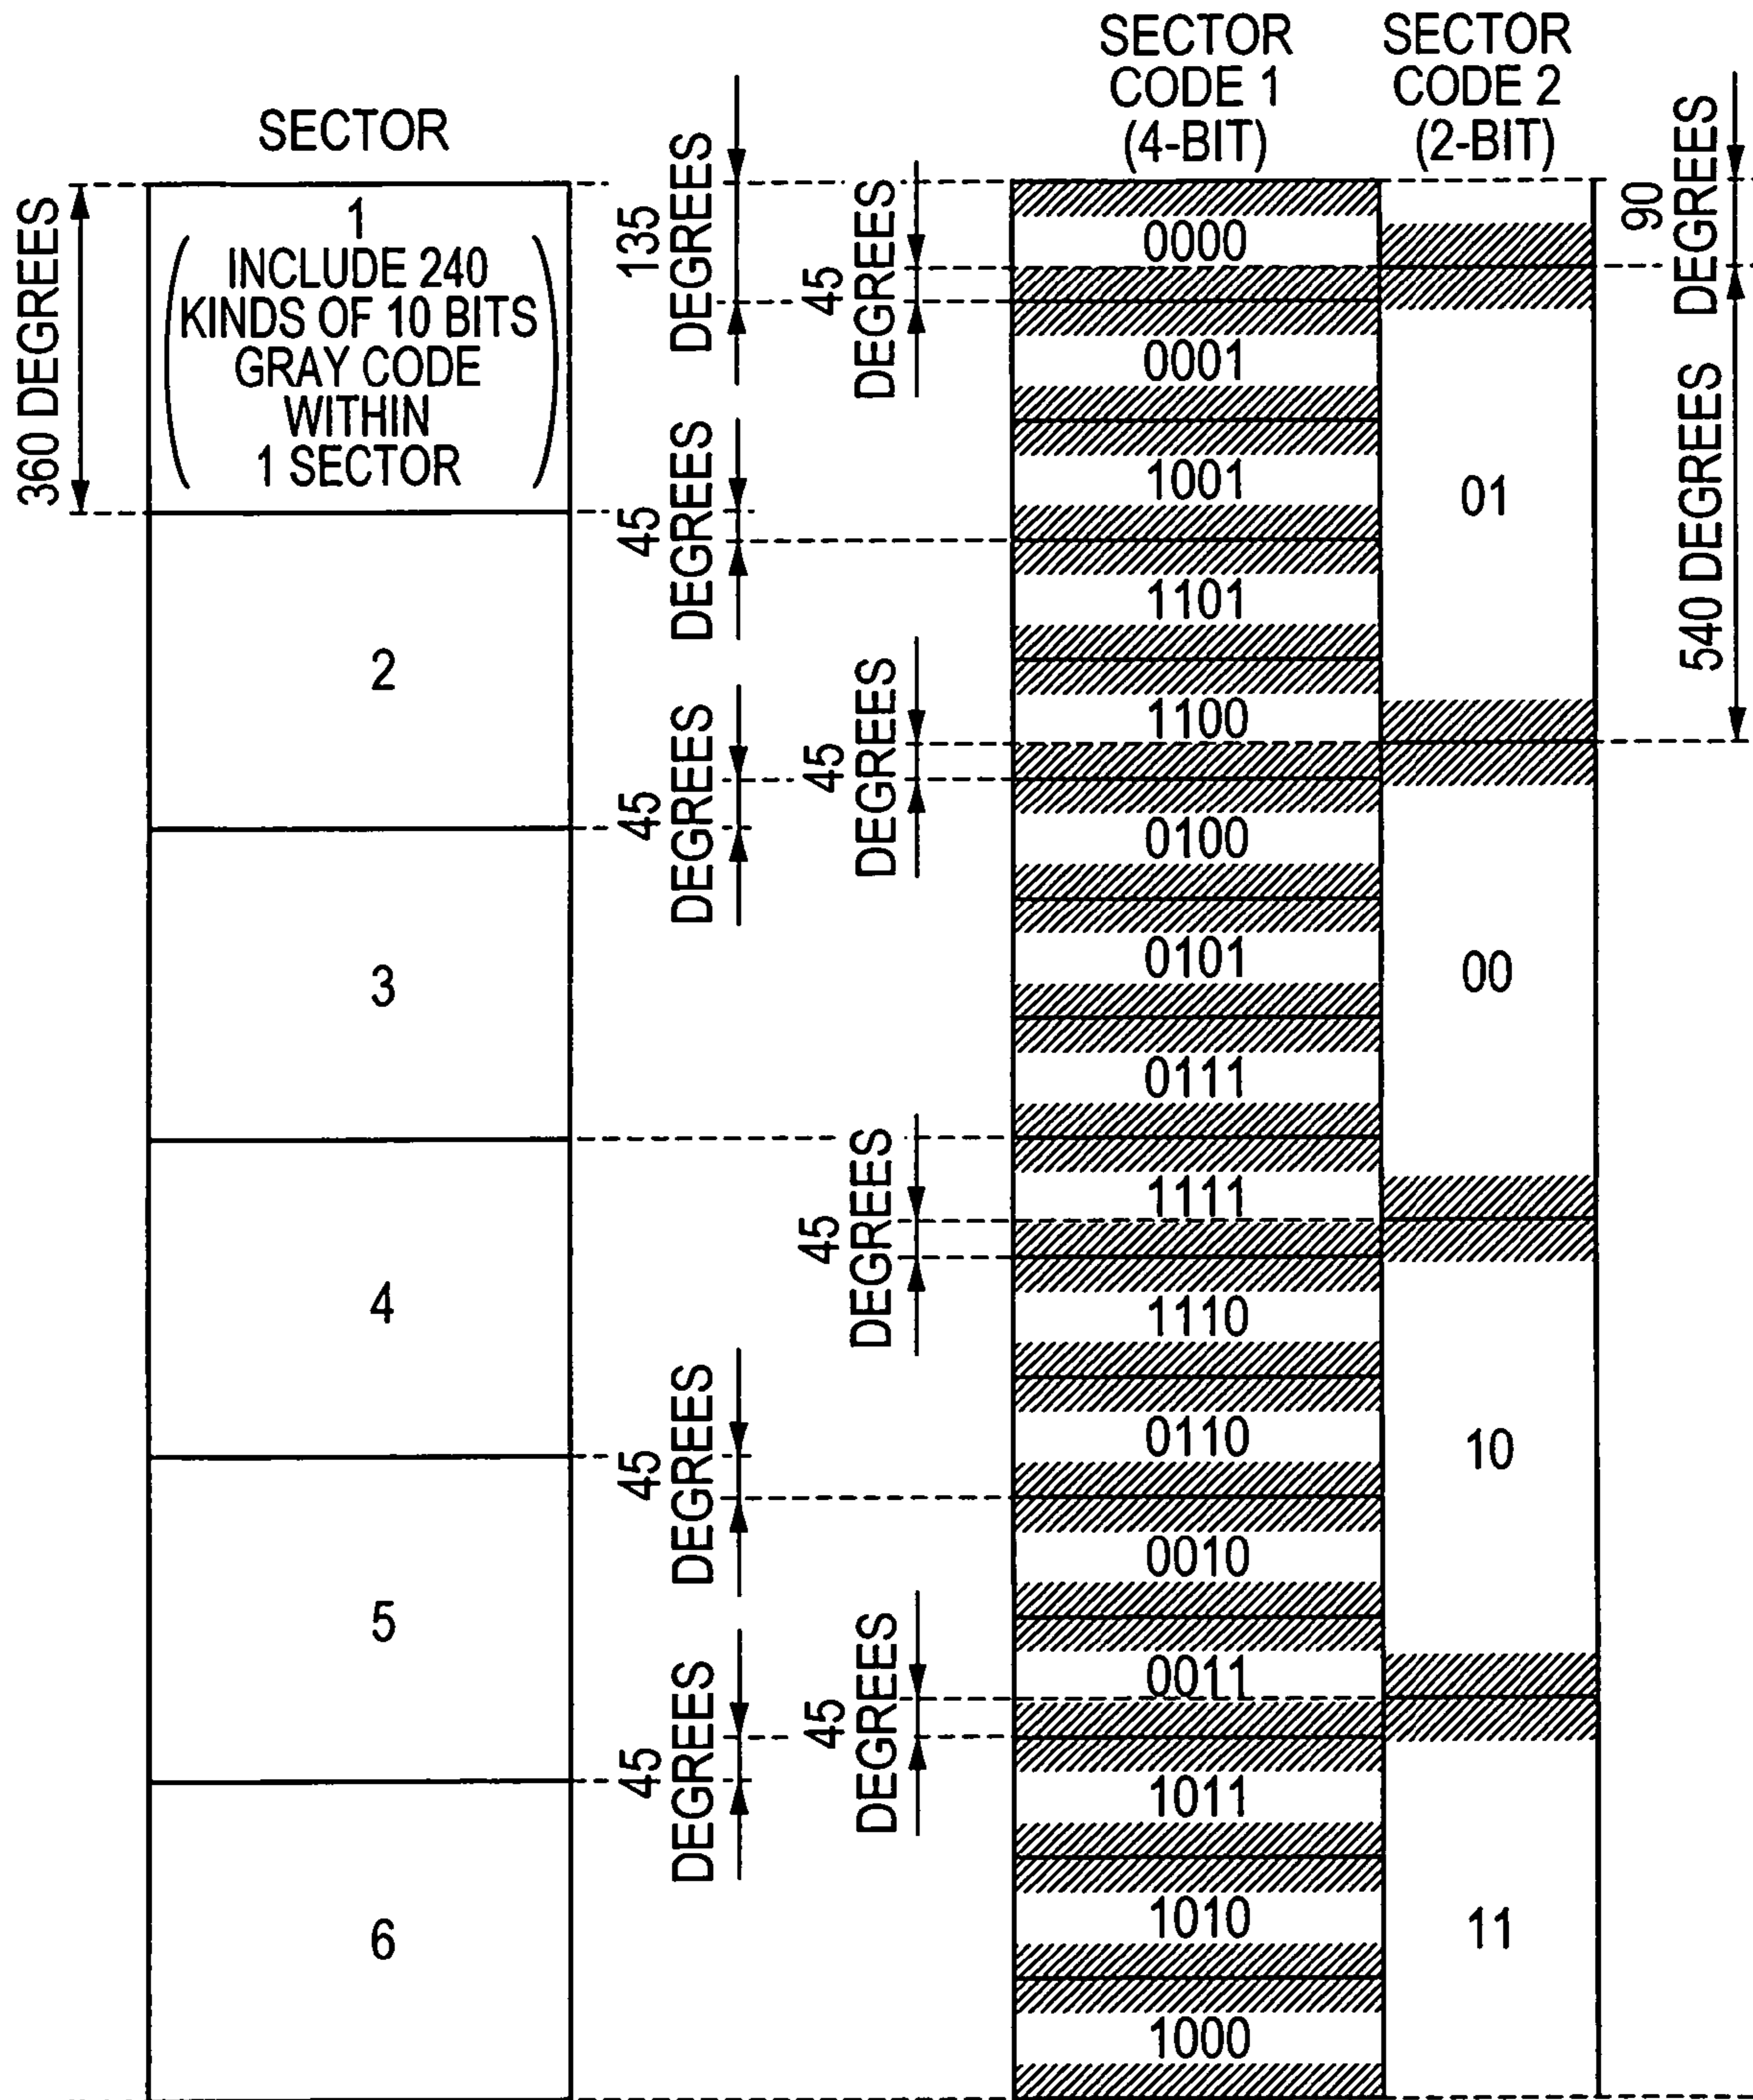 SECTOR
1
INCLUDE 240
KINDS OF 10 BITS
GRAY CODE
WITHIN
1 SECTOR
2
3
4
5
6
360 DEGREES
135
DEGREES
45
DEGREES
45
DEGREES
45
DEGREES
45
DEGREES
45
DEGREES
45
DEGREES
45
DEGREES
45
DEGREES
SECTOR
CODE 1
(4-BIT)
0000
0001
1001
1101
1100
0100
0101
0111
1111
1110
0110
0010
0011
1011
1010
1000
SECTOR
CODE 2
(2-BIT)
01
00
10
11
90
DEGREES
540 DEGREES